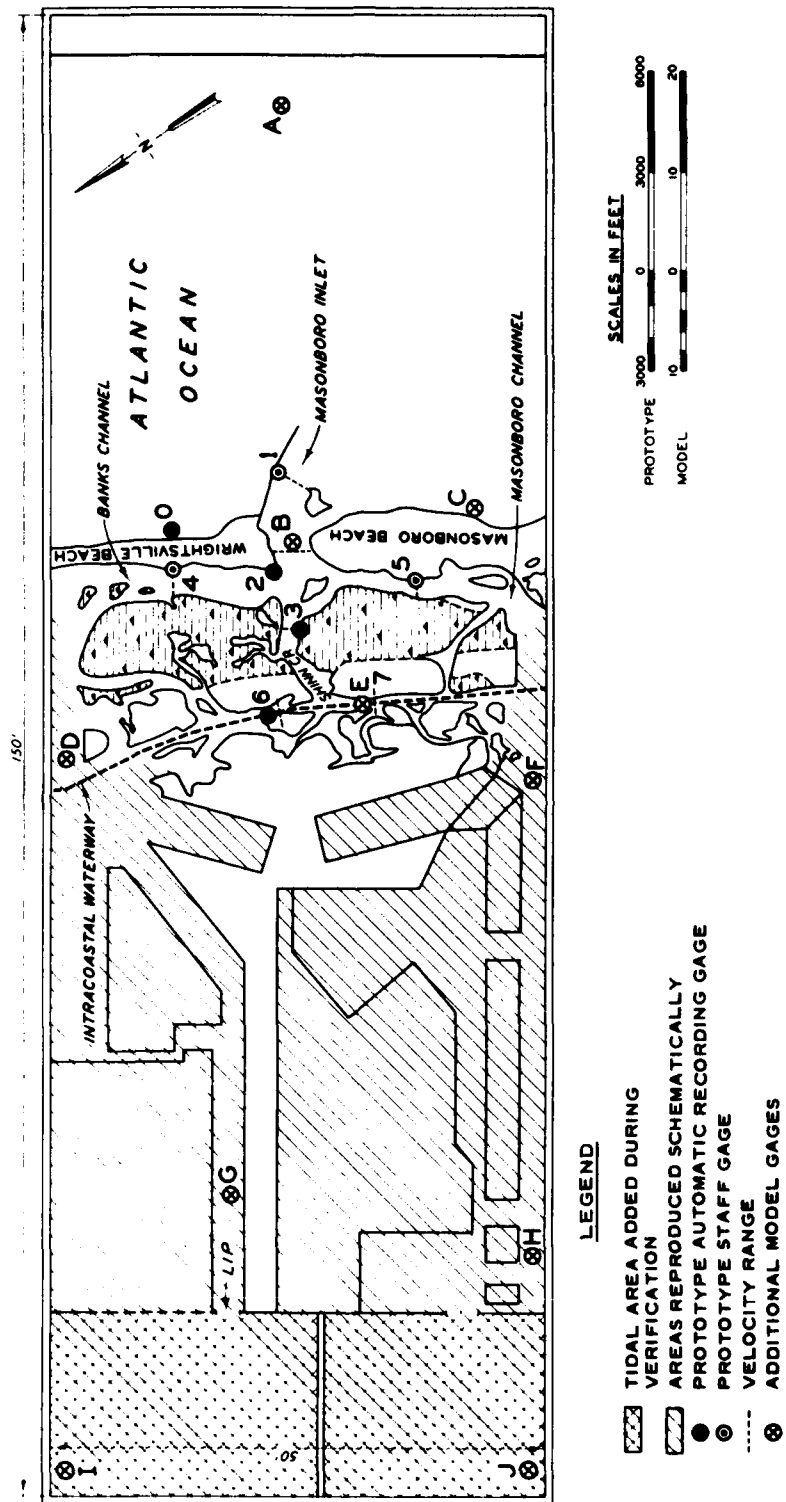 150'
A
N
ATLANTIC
OCEAN
BANKS CHANNEL
MASONBORO INLET
1
O
WRIGHTSVILLE BEACH
B
C
MASONBORO BEACH
MASONBORO CHANNEL
4
2
5
3
SHINN CR
6
E
7
D
F
INTRACOASTAL WATERWAY
G
LIP
H
50'
I
J
SCALES IN FEET
PROTOTYPE 3000 0 3000 6000
MODEL 10 0 10 20
LEGEND
TIDAL AREA ADDED DURING
VERIFICATION
AREAS REPRODUCED SCHEMATICALLY
PROTOTYPE AUTOMATIC RECORDING GAGE
PROTOTYPE STAFF GAGE
VELOCITY RANGE
ADDITIONAL MODEL GAGES